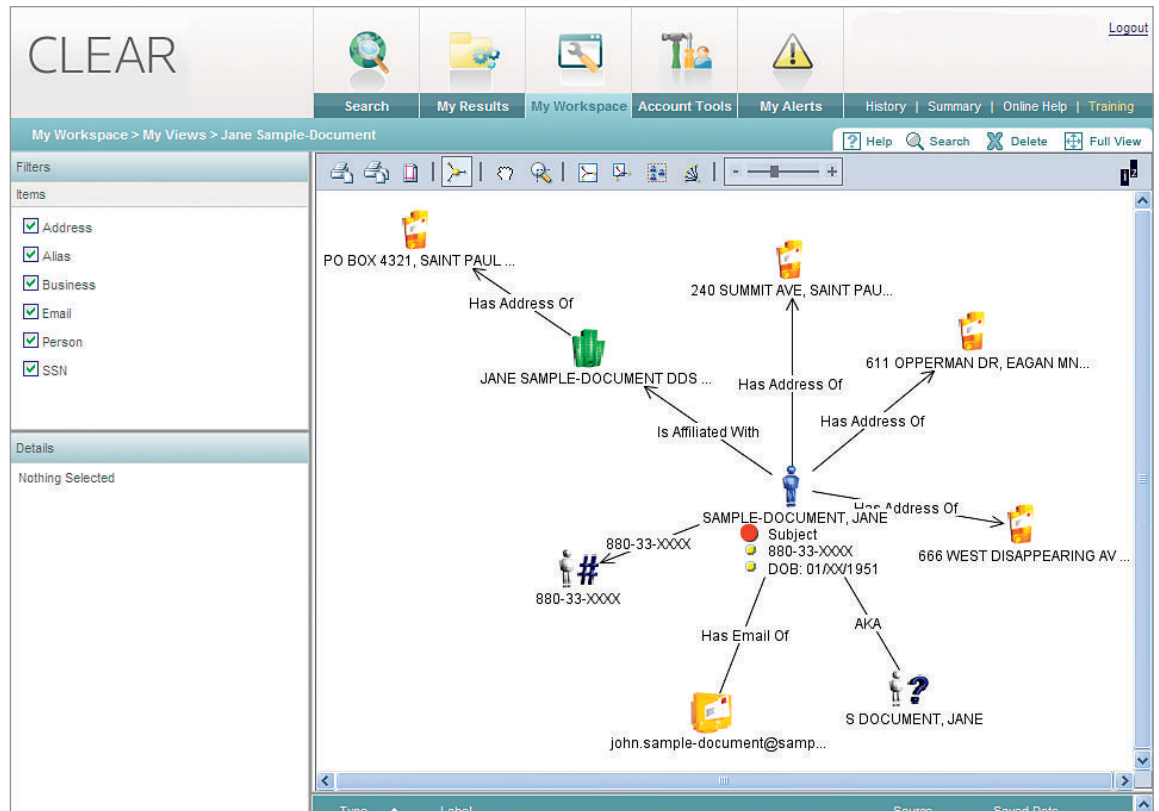 CLEAR
Logout
Search
My Results
My Workspace
Account Tools
My Alerts
History | Summary | Online Help | Training
My Workspace > My Views > Jane Sample-Document
Help
Search
Delete
Full View
Filters
Items
Address
Alias
Business
Email
Person
SSN
Details
Nothing Selected
PO BOX 4321, SAINT PAUL ...
240 SUMMIT AVE, SAINT PAU...
Has Address Of
611 OPPERMAN DR, EAGAN MN...
JANE SAMPLE-DOCUMENT DDS ...
Has Address Of
Has Address Of
Is Affiliated With
Has Address Of
SAMPLE-DOCUMENT, JANE
Subject
880-33-XXXX
DOB: 01/XX/1951
880-33-XXXX
666 WEST DISAPPEARING AV ...
880-33-XXXX
AKA
Has Email Of
S DOCUMENT, JANE
john.sample-document@samp...
Type
Label
Source
Saved Date